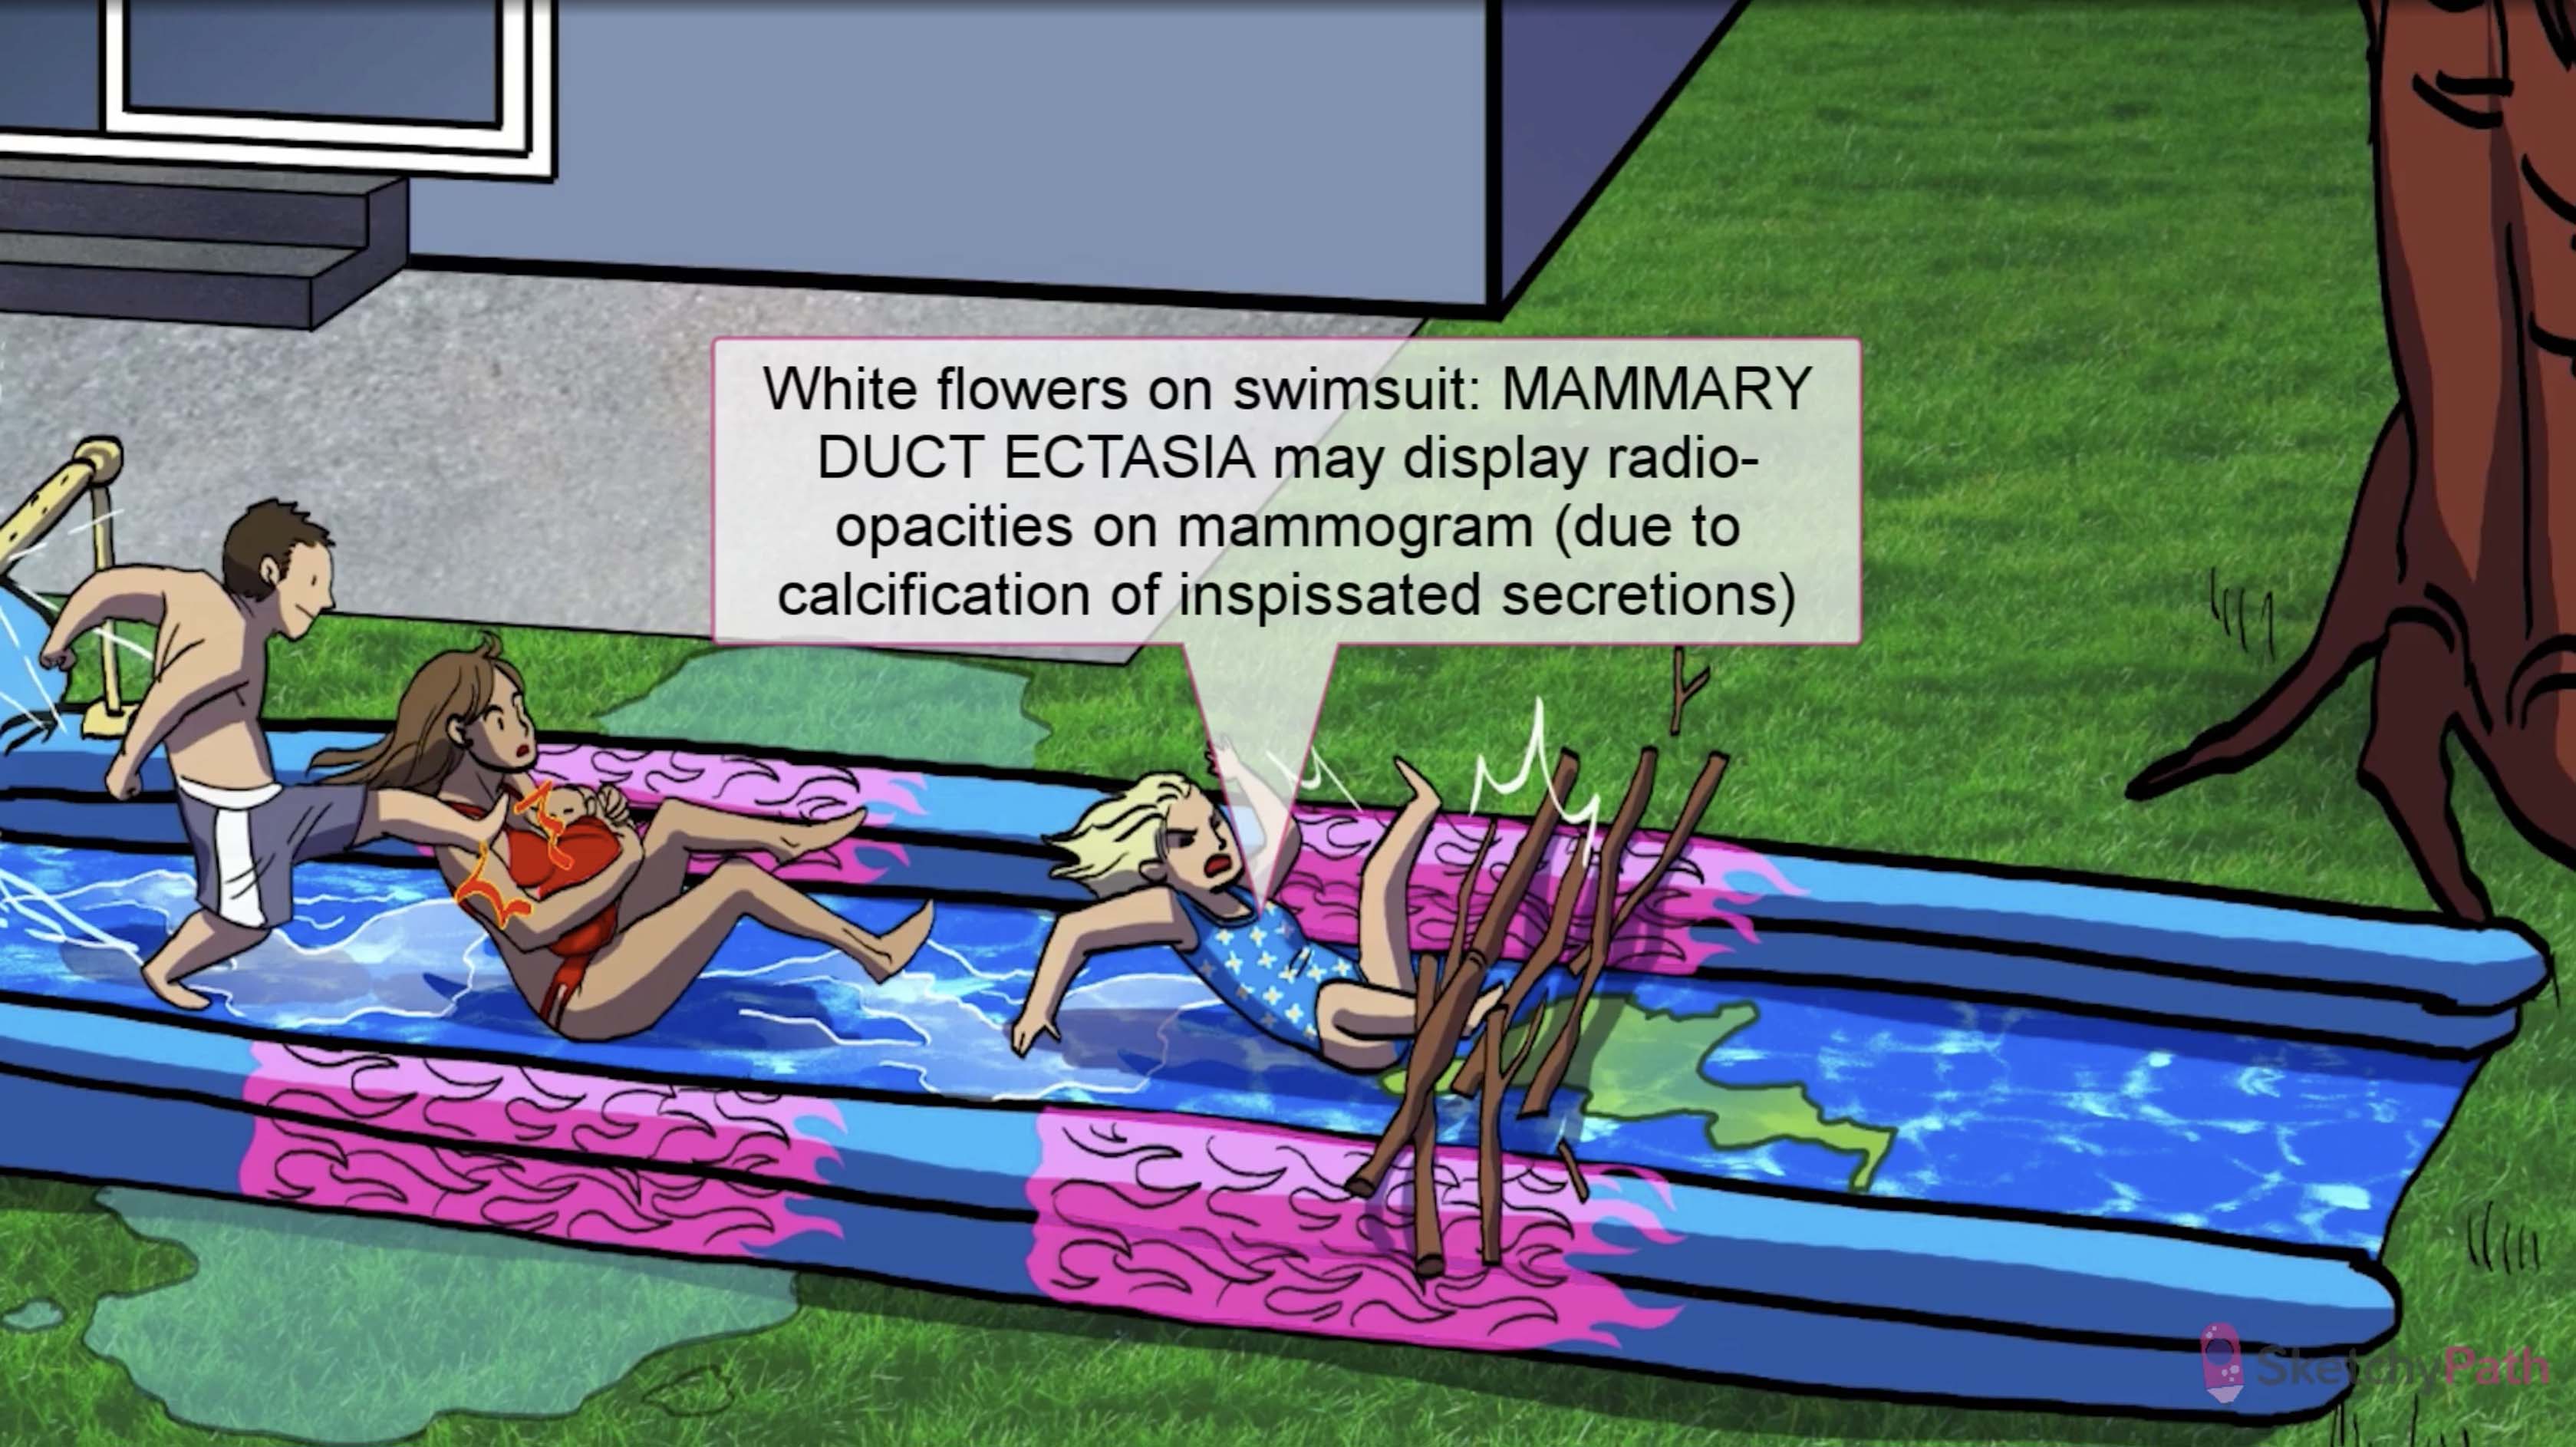 White flowers on swimsuit: MAMMARY
DUCT ECTASIA may display radio-
opacities on mammogram (due to
calcification of inspissated secretions)
SketchyPath